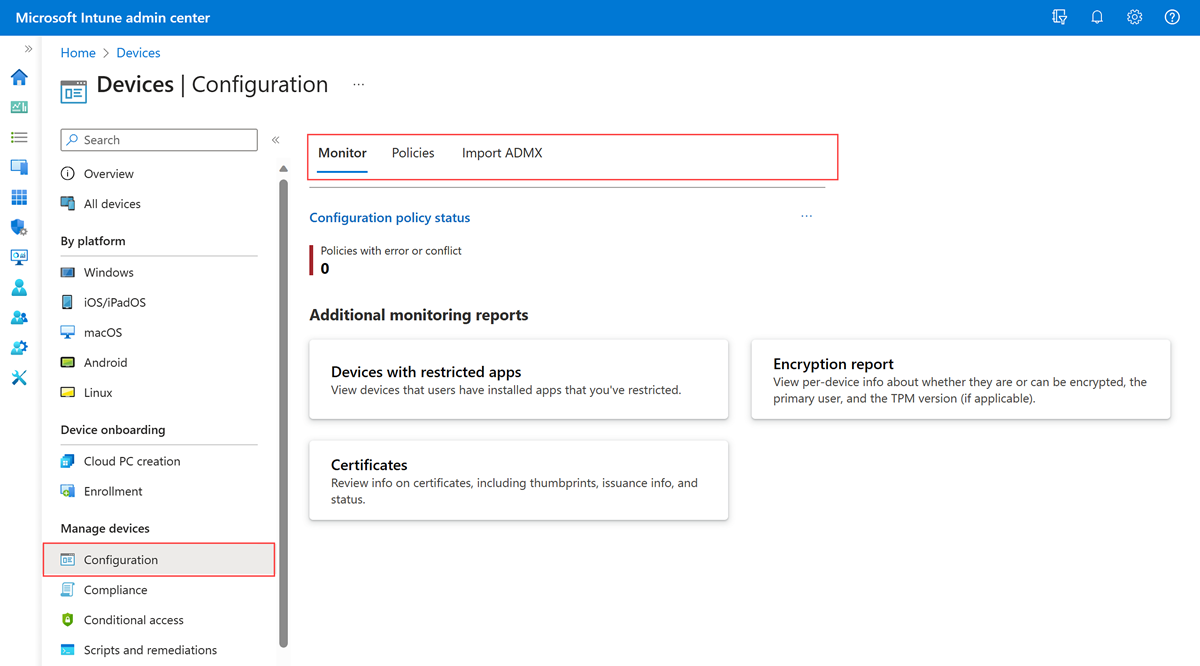 Microsoft Intune admin center
Home > Devices
Devices | Configuration
Search
Overview
All devices
By platform
Windows
iOS/iPadOS
macOS
Android
Linux
Device onboarding
Cloud PC creation
Enrollment
Manage devices
Configuration
Compliance
Conditional access
Scripts and remediations
Monitor Policies Import ADMX
Configuration policy status
Policies with error or conflict
0
Additional monitoring reports
Devices with restricted apps
View devices that users have installed apps that you've restricted.
Encryption report
View per-device info about whether they are or can be encrypted, the
primary user, and the TPM version (if applicable).
Certificates
Review info on certificates, including thumbprints, issuance info, and
status.